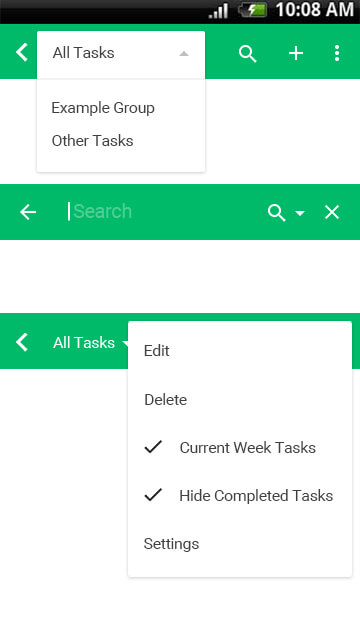 10:08 AM
All Tasks
Example Group
Other Tasks
Search
All Tasks
Edit
Delete
Current Week Tasks
Hide Completed Tasks
Settings